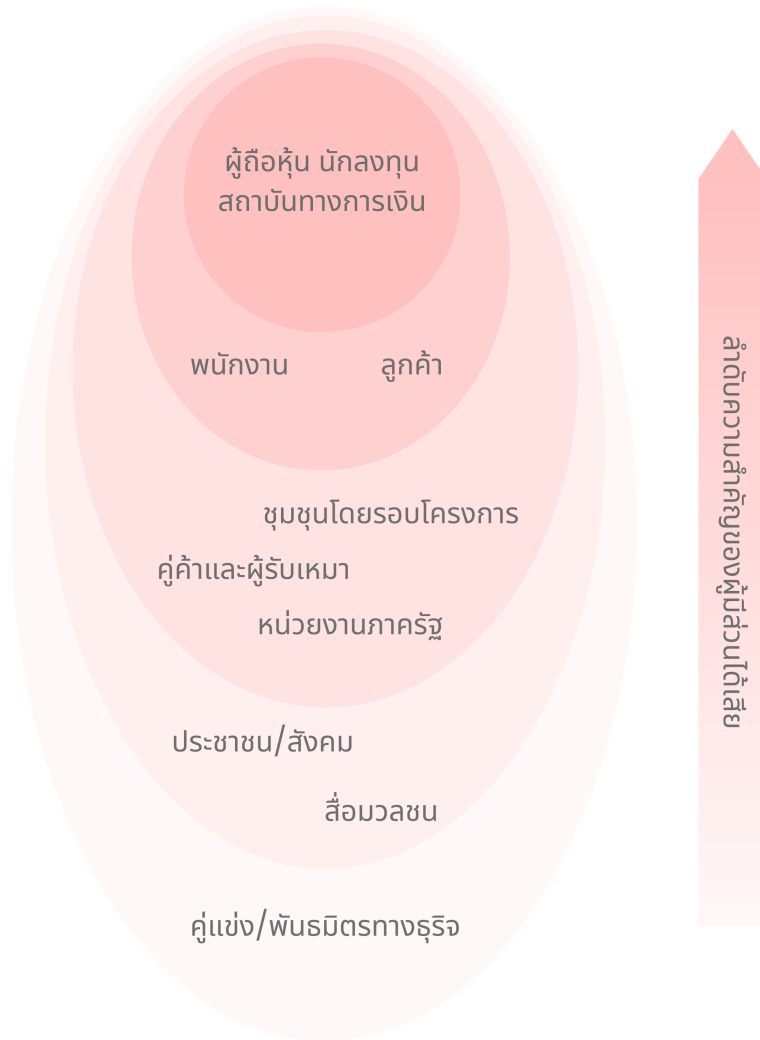 ผู้ถือหุ้น นักลงทุน
สถาบันทางการเงิน
พนักงาน
ลูกค้า
ชุมชุนโดยรอบโครงการ
คู่ค้าและผู้รับเหมา
หน่วยงานภาครัฐ
ประชาชน/สังคม
สื่อมวลชน
คู่แข่ง/พันธมิตรทางธุริจ
ลำดับความสำคัญของผู้มีส่วนได้เสีย